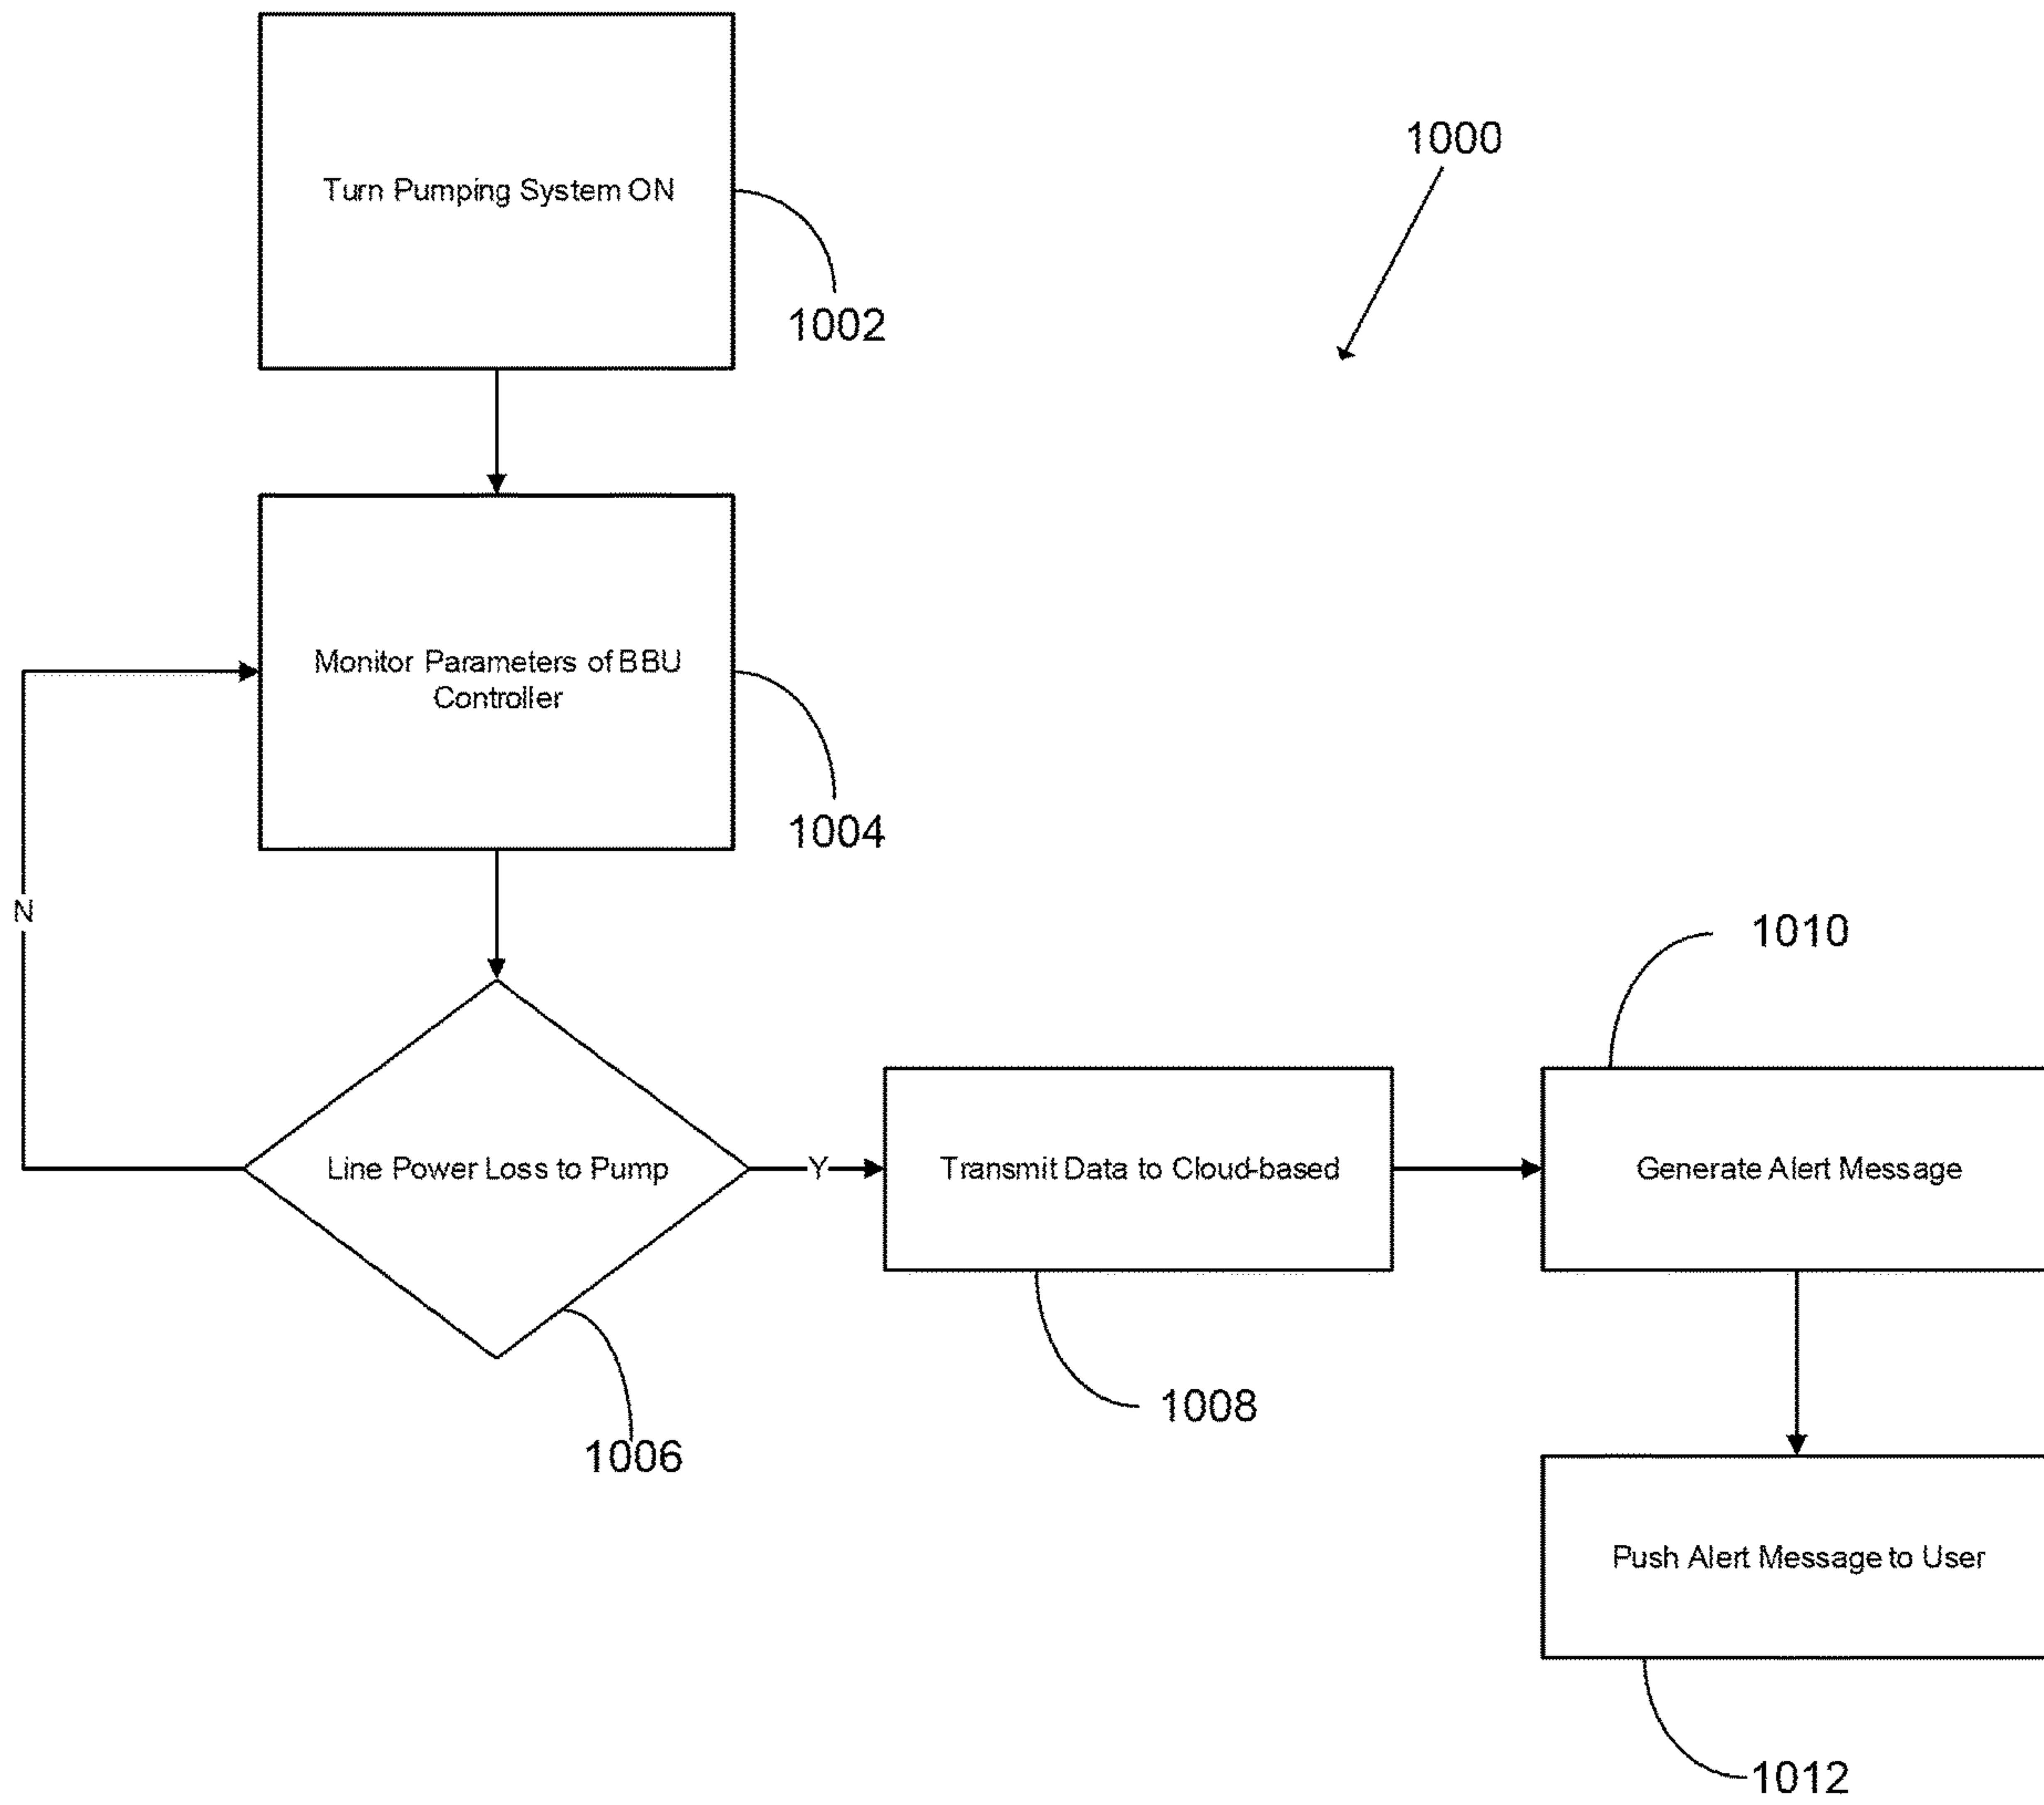 Turn Pumping System ON
1000
1002
Monitor Parameters of BBU
Controller
1004
N
Line Power Loss to Pump
Y
Transmit Data to Cloud-based
1010
Generate Alert Message
1008
1006
Push Alert Message to User
1012